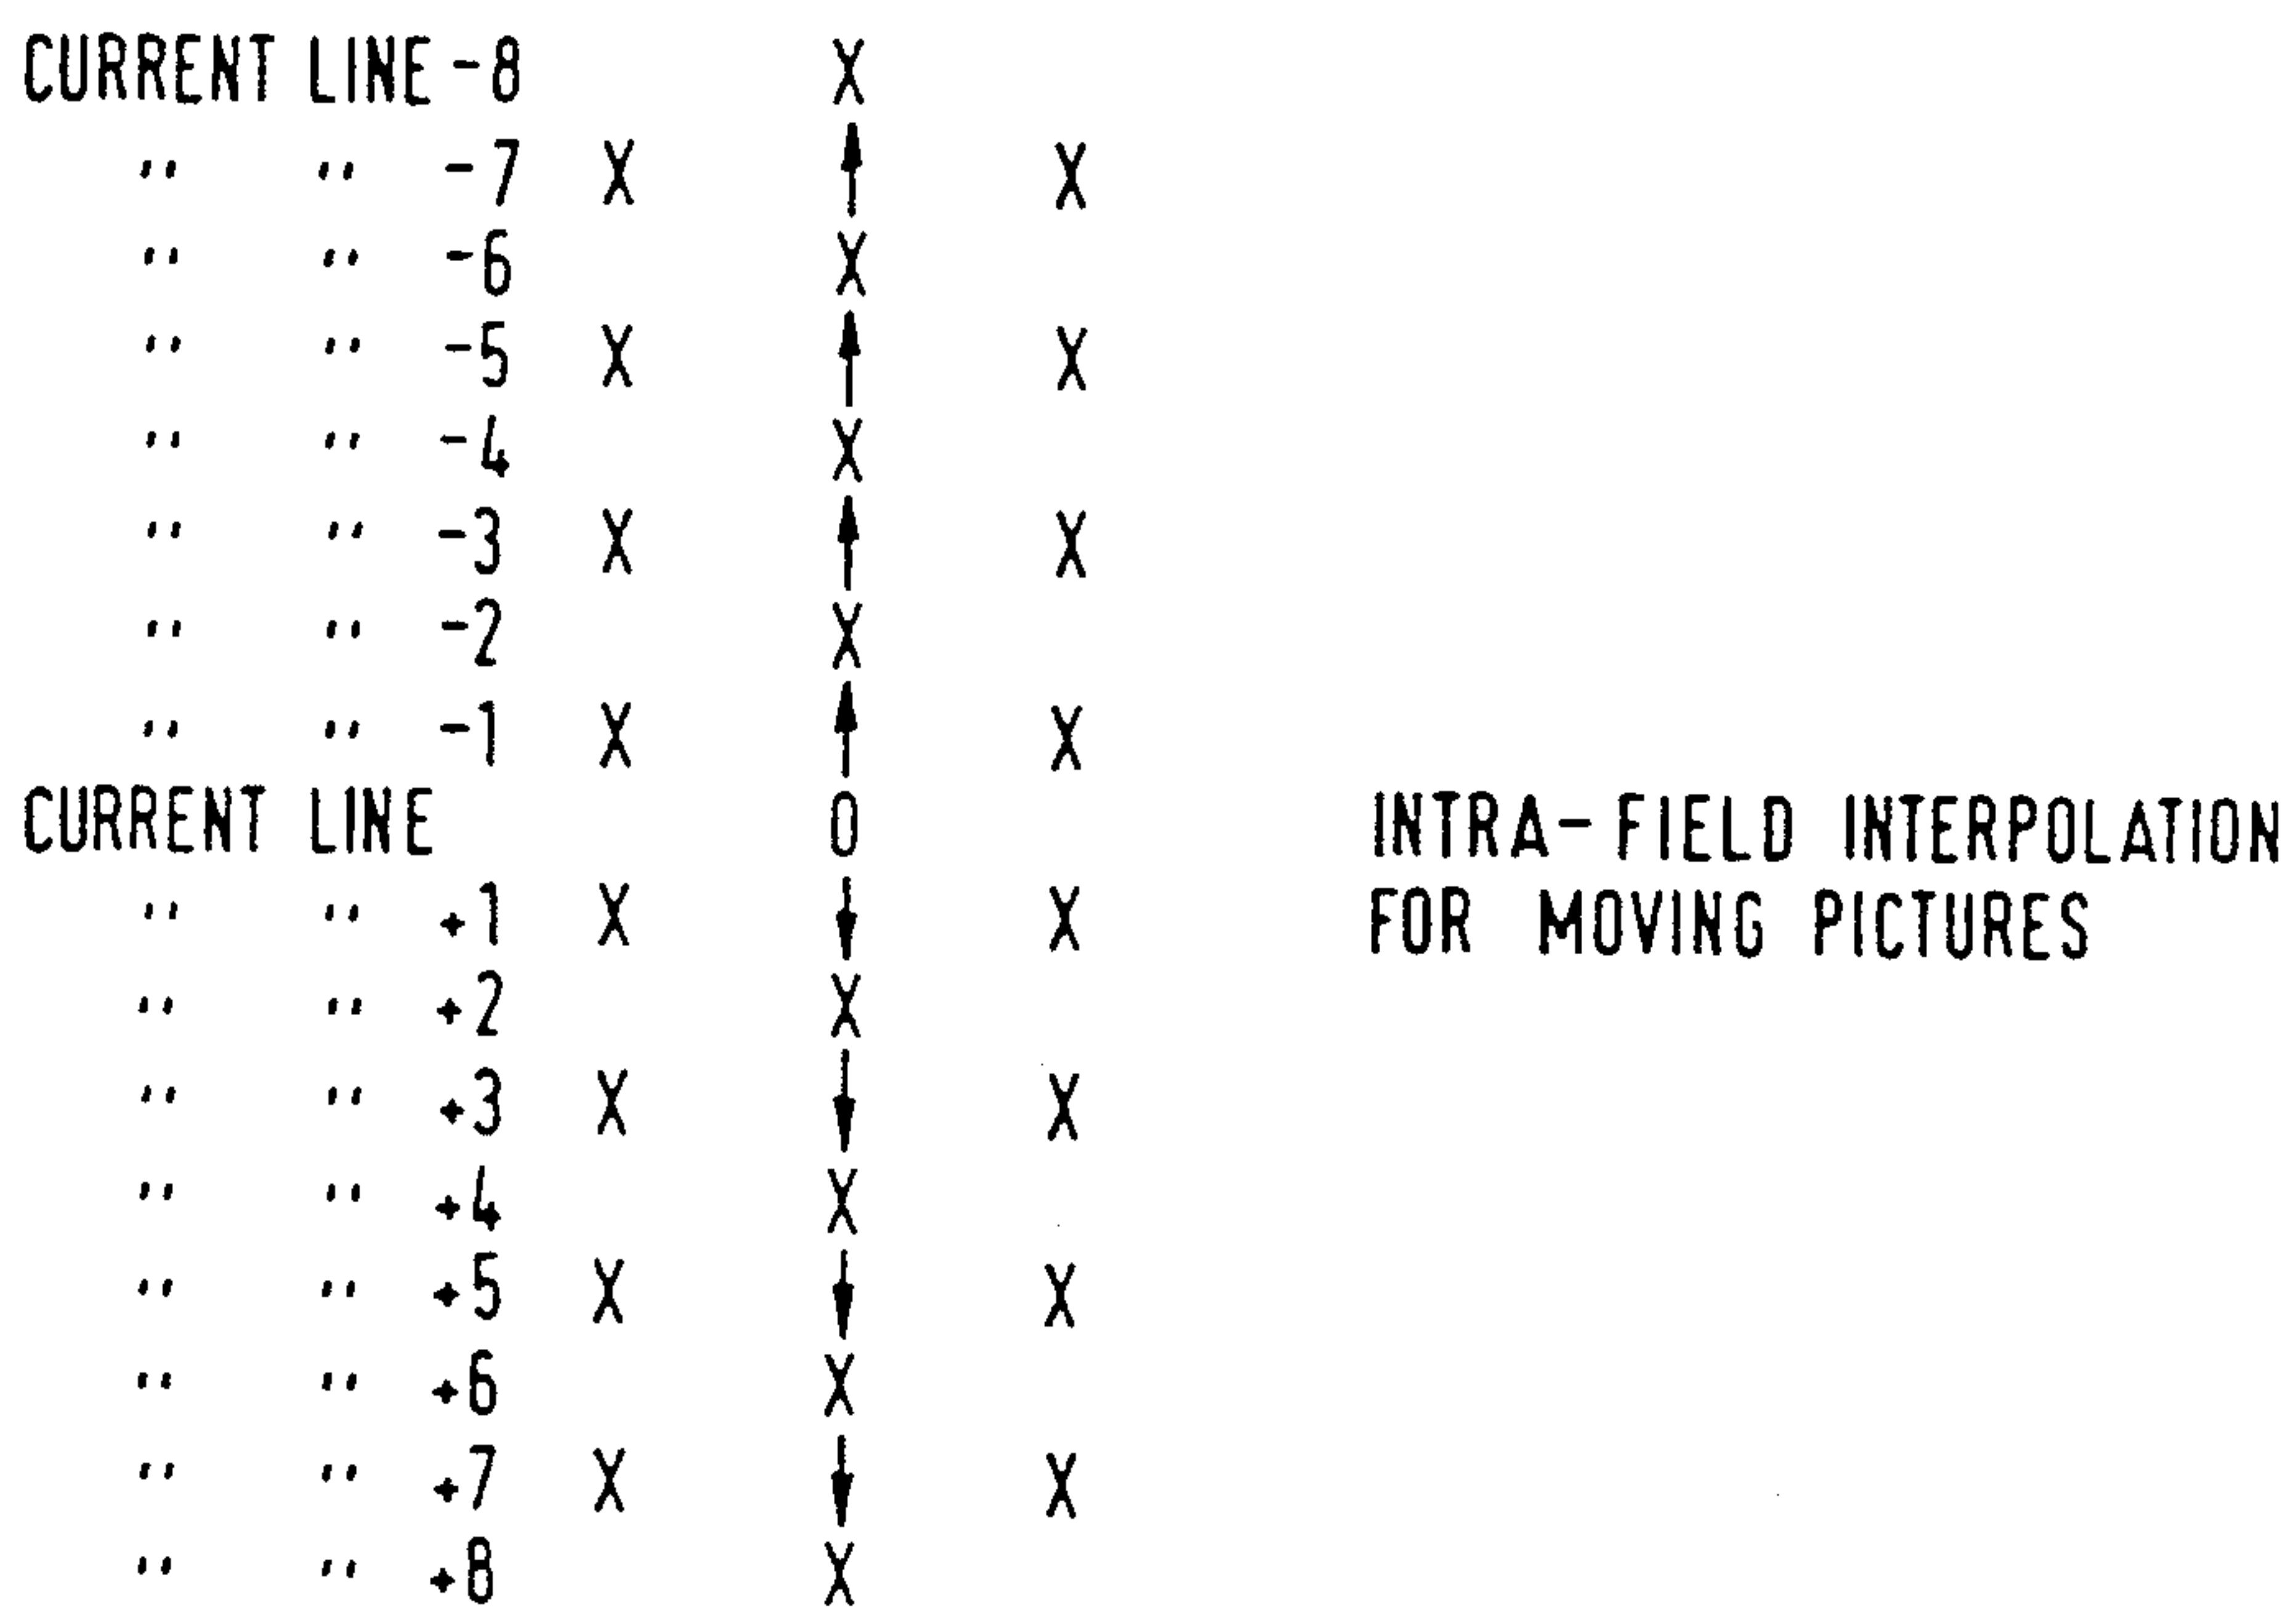 CURRENT LINE -8 X
" " -7 X X
" " -6 X
" " -5 X X
" " -4 X
" " -3 X X
" " -2 X
" " -1 X X
CURRENT LINE 0 INTRA-FIELD INTERPOLATION
" " +1 X X FOR MOVING PICTURES
" " +2 X
" " +3 X X
" " +4 X
" " +5 X X
" " +6 X
" " +7 X X
" " +8 X